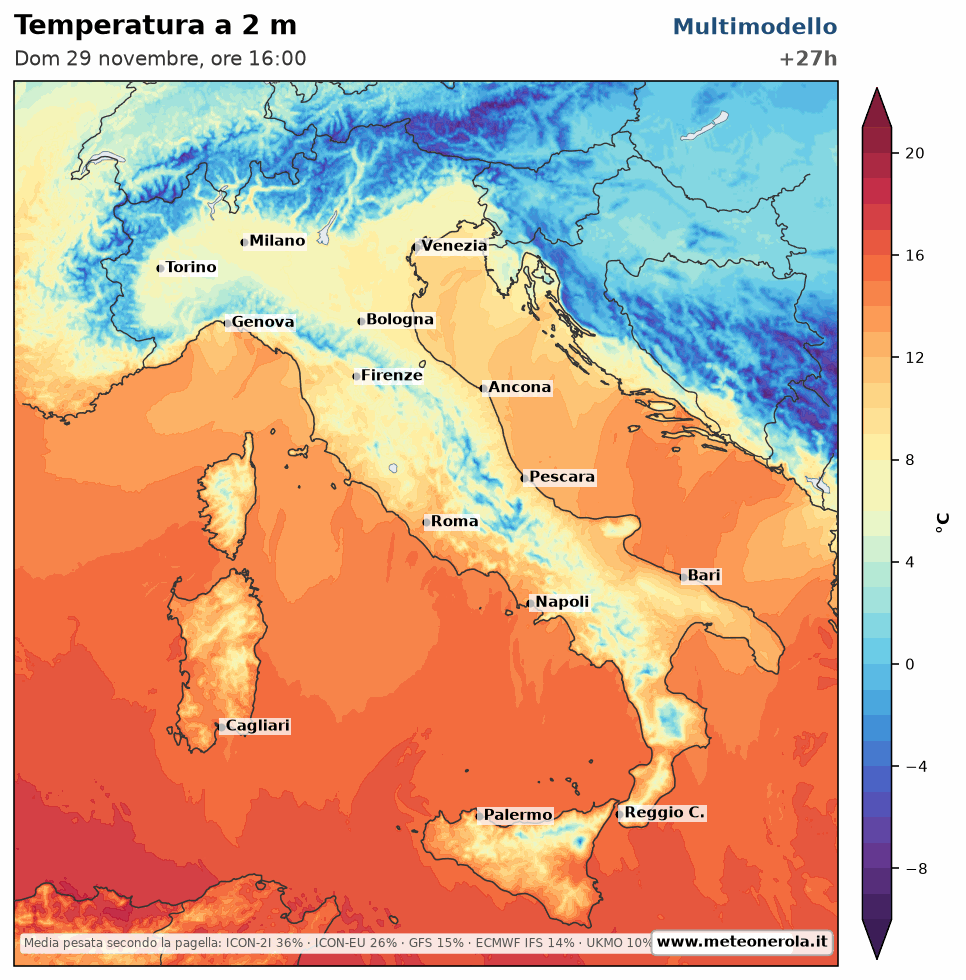 Temperatura a 2 m
Multimodello
Dom 29 novembre, ore 16:00
+27h
20
16
12
8
4
0
−4
−8
°C
Milano
Venezia
Torino
Genova
Bologna
Firenze
Ancona
Pescara
Roma
Bari
Napoli
Cagliari
Palermo
Reggio C.
Media pesata secondo la pagella: ICON-2I 36% · ICON-EU 26% · GFS 15% · ECMWF IFS 14% · UKMO 10%
www.meteonerola.it